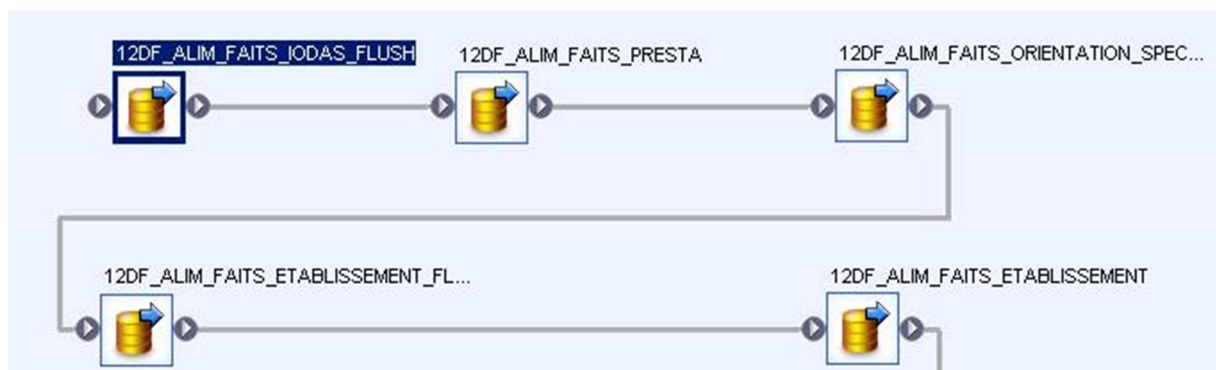 12DF_ALIM_FAITS_IODAS_FLUSH
12DF_ALIM_FAITS_PRESTA
12DF_ALIM_FAITS_ORIENTATION_SPEC...
12DF_ALIM_FAITS_ETABLISSEMENT_FL...
12DF_ALIM_FAITS_ETABLISSEMENT